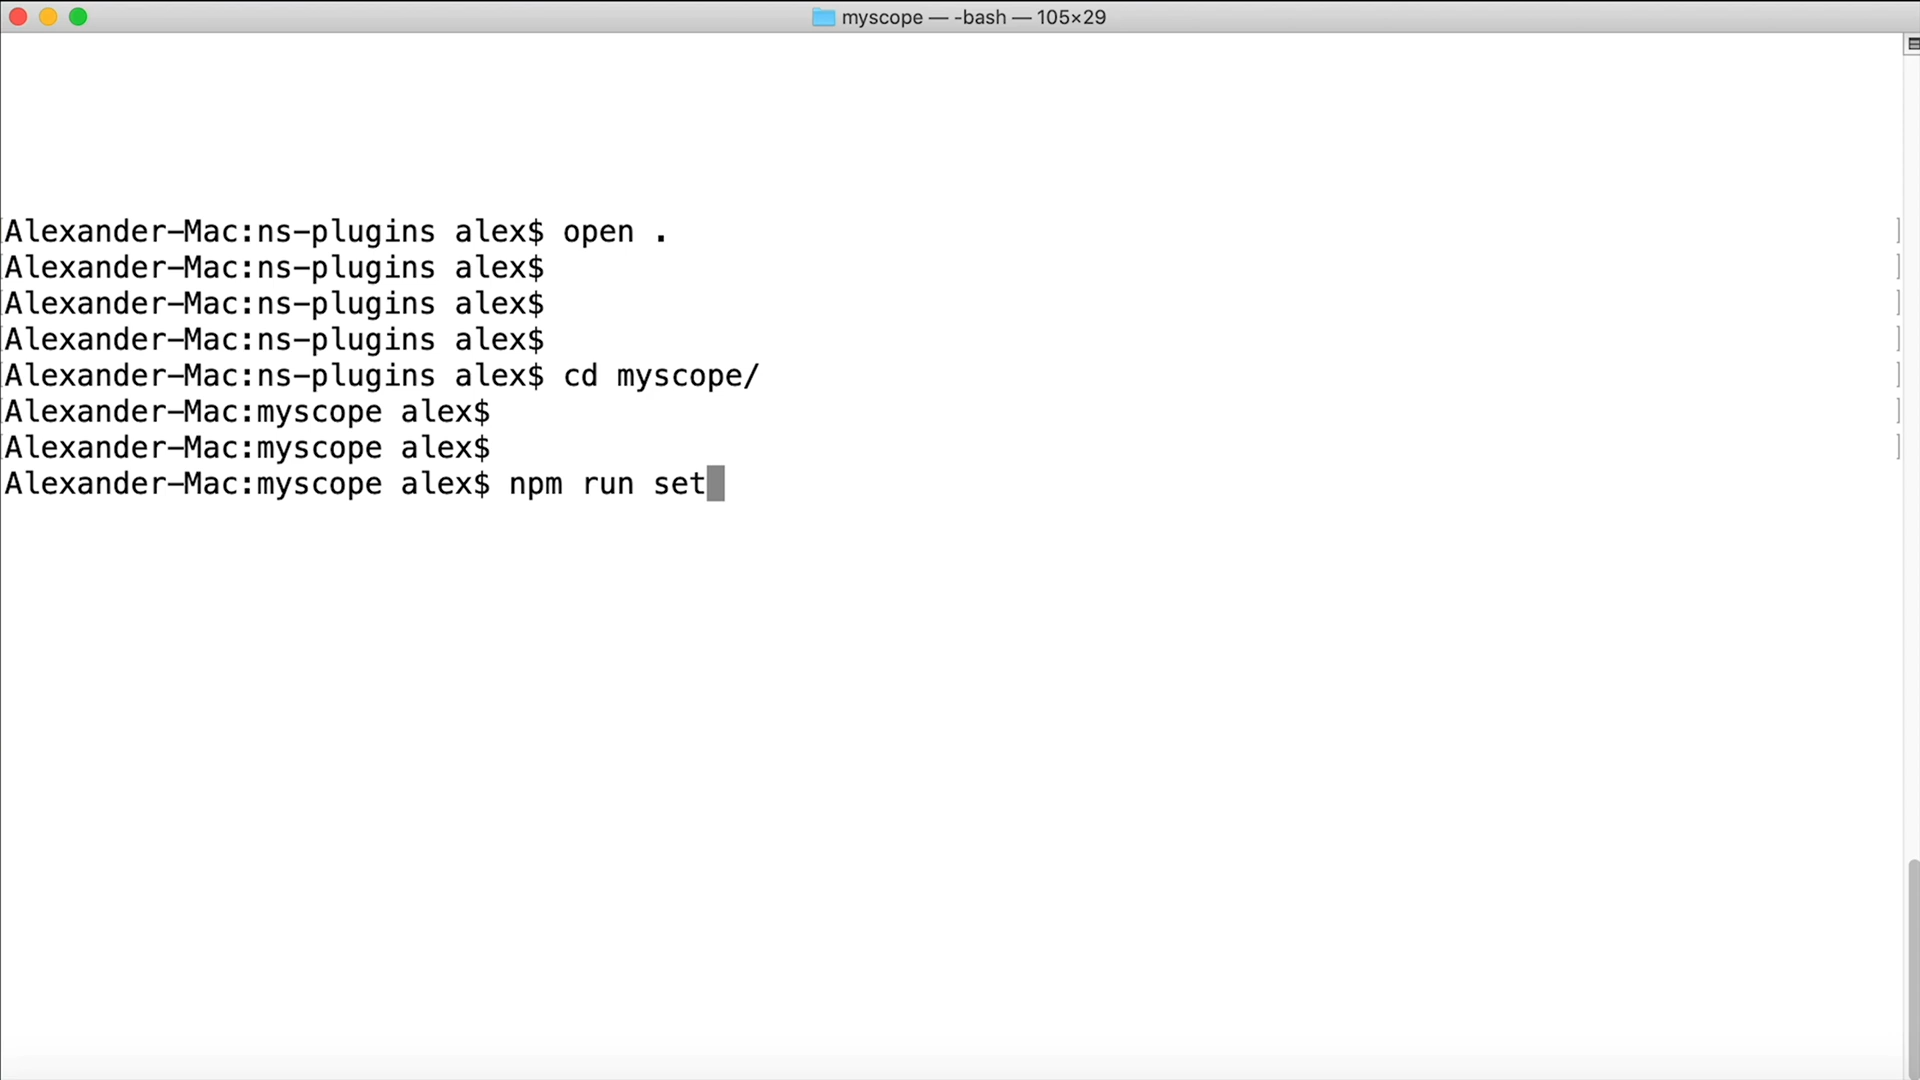 myscope — -bash — 105×29
Alexander-Mac:ns-plugins alex$ open .
Alexander-Mac:ns-plugins alex$
Alexander-Mac:ns-plugins alex$
Alexander-Mac:ns-plugins alex$
Alexander-Mac:ns-plugins alex$ cd myscope/
Alexander-Mac:myscope alex$
Alexander-Mac:myscope alex$
Alexander-Mac:myscope alex$ npm run set